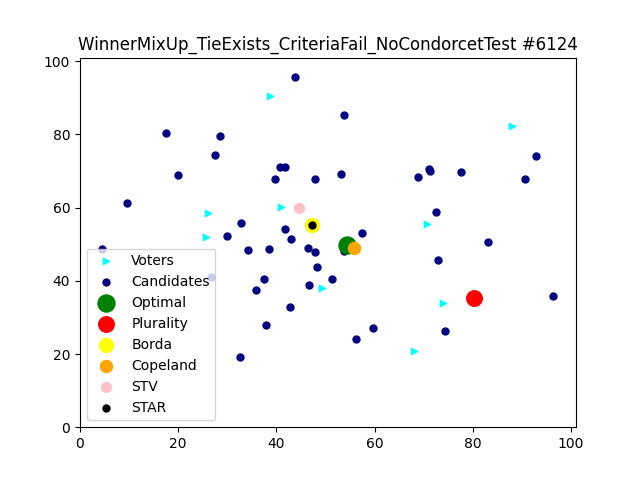 WinnerMixUp_TieExists_CriteriaFail_NoCondorcetTest #6124
100
80
60
40
20
0
Voters
Candidates
Optimal
Plurality
Borda
Copeland
STV
STAR
0 20 40 60 80 100